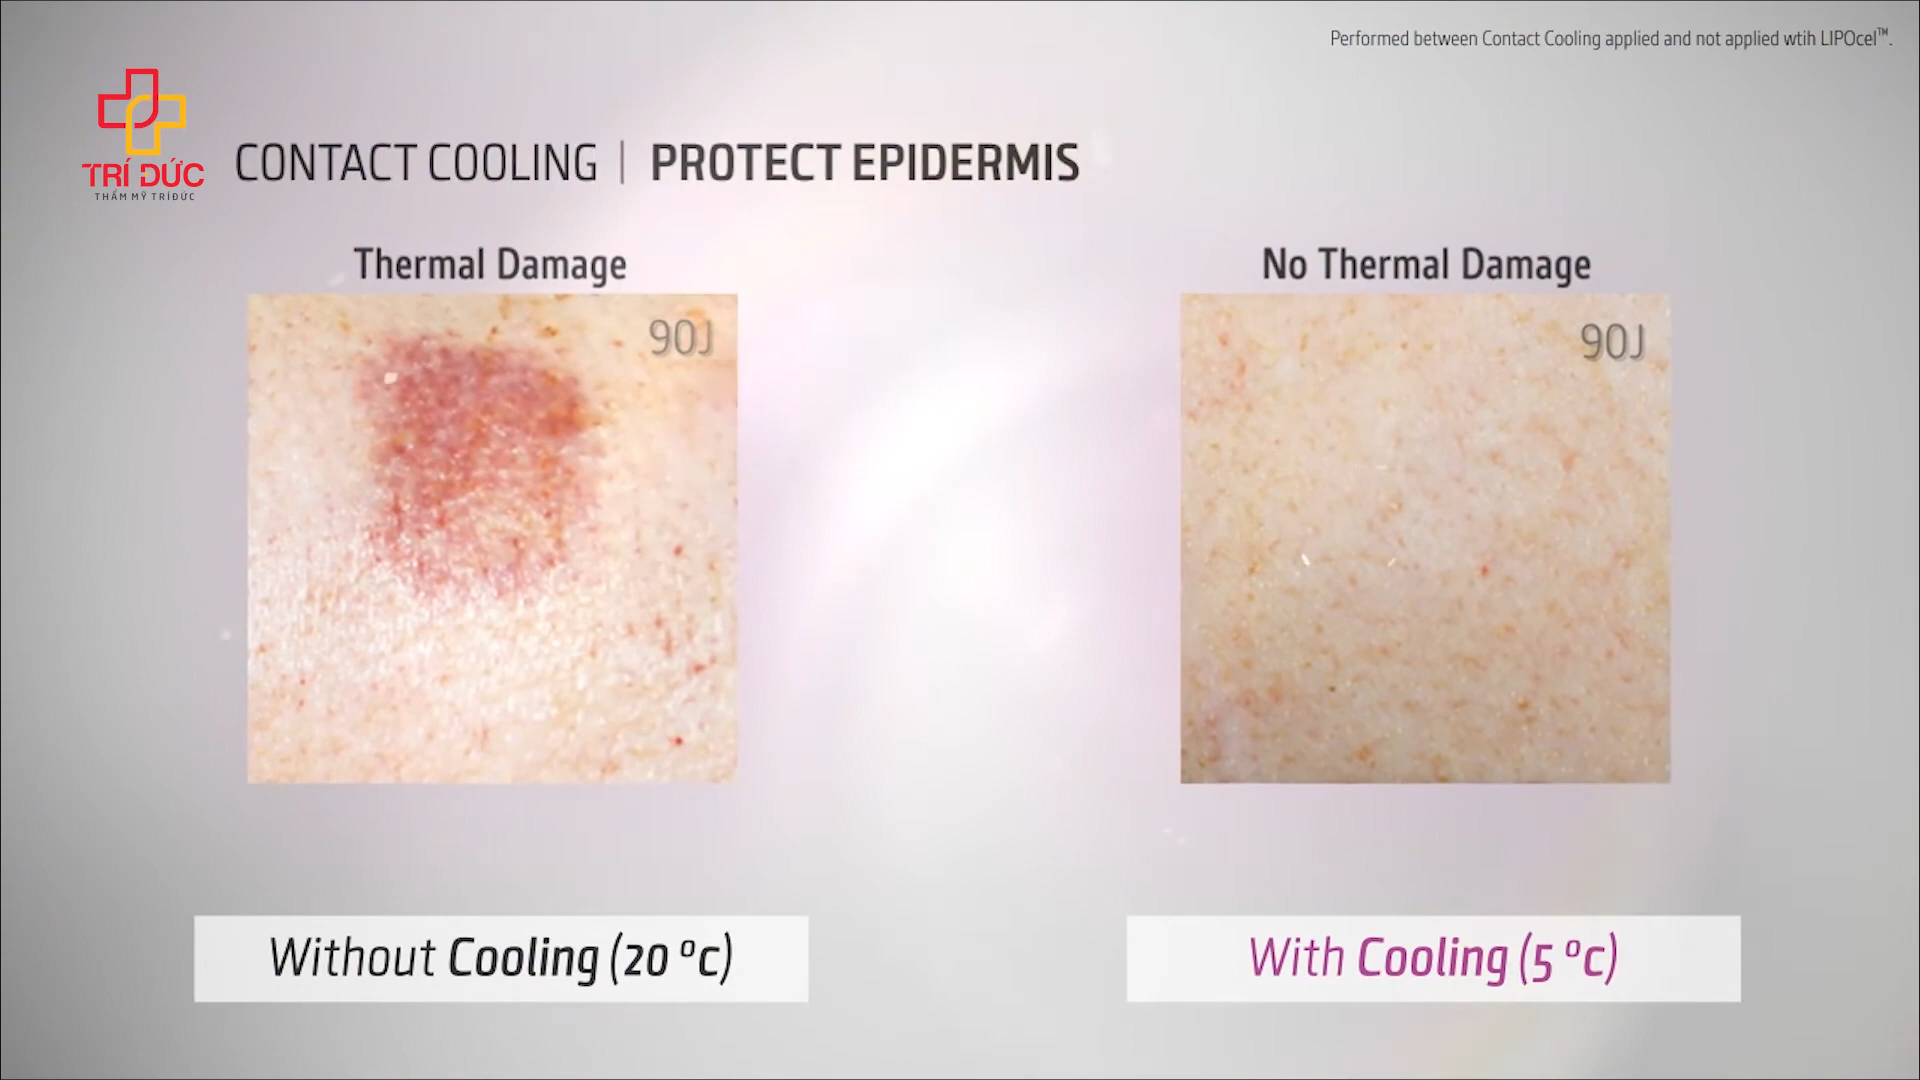 Performed between Contact Cooling applied and not applied wtih LIPOcel™.
TRÍ ĐỨC
THẨM MỸ TRÍ ĐỨC
CONTACT COOLING | PROTECT EPIDERMIS
Thermal Damage
90J
Without Cooling (20 °c)
No Thermal Damage
90J
With Cooling (5 °c)